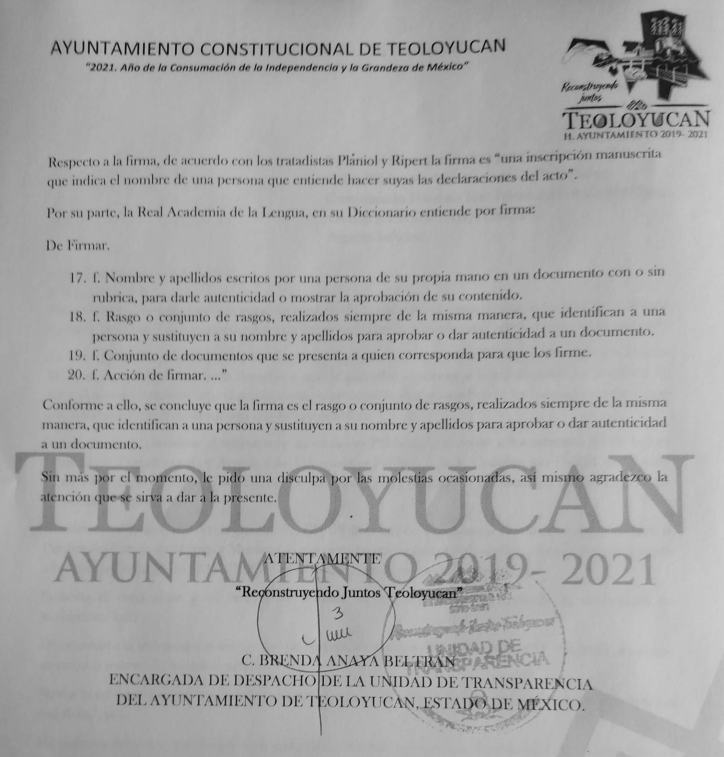 AYUNTAMIENTO CONSTITUCIONAL DE TEOLOYUCAN
"2021. Año de la Consumación de la Independencia y la Grandeza de México"
Reconstruyendo
juntos
TEOLOYUCAN
H. AYUNTAMIENTO 2019- 2021
Respecto a la firma, de acuerdo con los tratadistas Planiol y Ripert la firma es "una inscripción manuscrita
que indica el nombre de una persona que entiende hacer suyas las declaraciones del acto".
Por su parte, la Real Academia de la Lengua, en su Diccionario entiende por firma:
De Firmar.
17. f. Nombre y apellidos escritos por una persona de su propia mano en un documento con o sin
rubrica, para darle autenticidad o mostrar la aprobación de su contenido.
18. f. Rasgo o conjunto de rasgos, realizados siempre de la misma manera, que identifican a una
persona y sustituyen a su nombre y apellidos para aprobar o dar autenticidad a un documento.
19. f. Conjunto de documentos que se presenta a quien corresponda para que los firme.
20. f. Acción de firmar. ..."
Conforme a ello, se concluye que la firma es el rasgo o conjunto de rasgos, realizados siempre de la misma
manera, que identifican a una persona y sustituyen a su nombre y apellidos para aprobar o dar autenticidad
a un documento.
Sin más por el momento, le pido una disculpa por las molestias ocasionadas, así mismo agradezco la
atención que se sirva a dar a la presente.
TEOLOYUCAN
AYUNTAMIENTO 2019- 2021
ATENTAMENTE
"Reconstruyendo Juntos Teoloyucan"
UNIDAD DE
TRANSPARENCIA
C. BRENDA ANAYA BELTRÁN
ENCARGADA DE DESPACHO DE LA UNIDAD DE TRANSPARENCIA
DEL AYUNTAMIENTO DE TEOLOYUCAN, ESTADO DE MÉXICO.